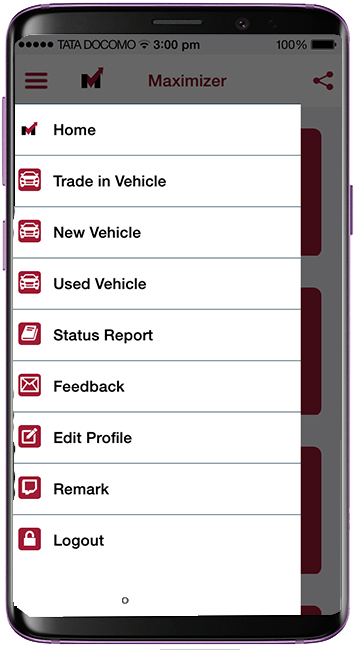 TATA DOCOMO 3:00 pm 100%
Maximizer
Home
Trade in Vehicle
New Vehicle
Used Vehicle
Status Report
Feedback
Edit Profile
Remark
Logout